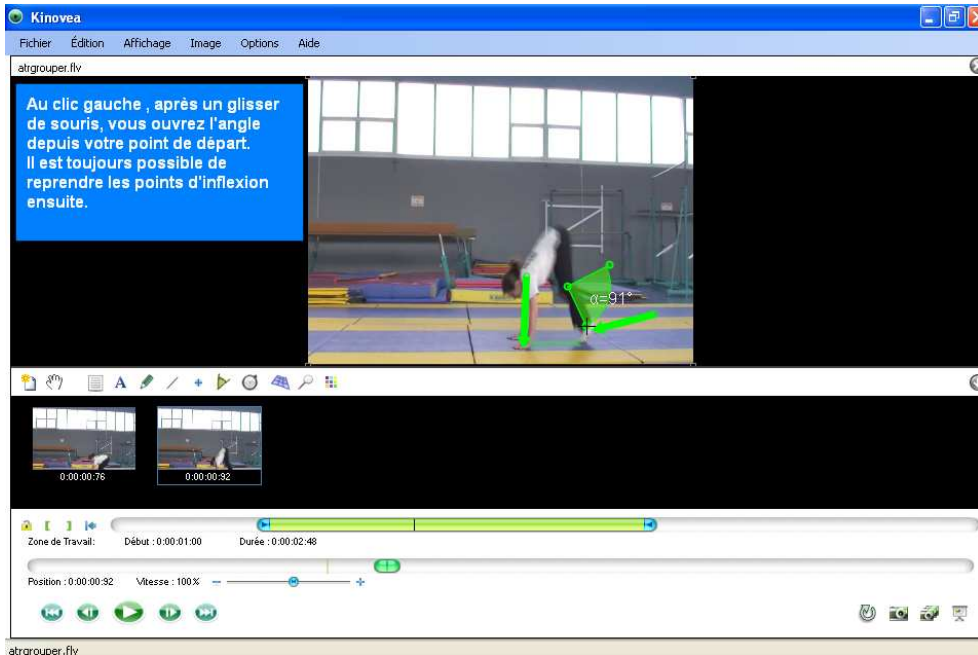 Kinovea
Fichier Édition Affichage Image Options Aide
atrgrouper.flv
Au clic gauche , après un glisser
de souris, vous ouvrez l'angle
depuis votre point de départ.
Il est toujours possible de
reprendre les points d'inflexion
ensuite.
α=91°
A
0:00:00:76 0:00:00:92
Zone de Travail: Début : 0:00:01:00 Durée : 0:00:02:48
Position : 0:00:00:92 Vitesse : 100%
atrgrouper.flv